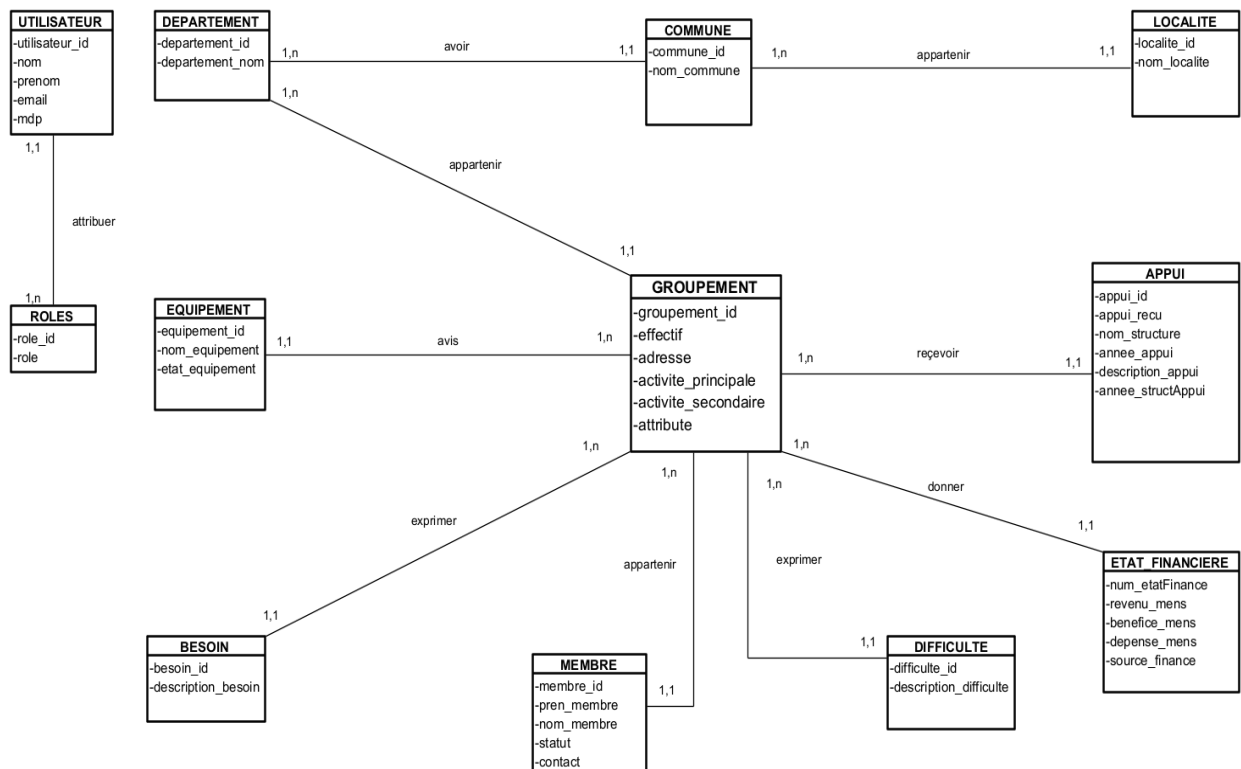 UTILISATEUR
-utilisateur_id
-nom
-prenom
-email
-mdp
1,1
attribuer
1,n
ROLES
-role_id
-role
DEPARTEMENT
-departement_id
-departement_nom
1,n
avoir
1,1
COMMUNE
-commune_id
-nom_commune
1,n
appartenir
1,1
LOCALITE
-localite_id
-nom_localite
1,n
appartenir
1,1
EQUIPEMENT
-equipement_id
-nom_equipement
-etat_equipement
1,1
avis
1,n
GROUPEMENT
-groupement_id
-effectif
-adresse
-activite_principale
-activite_secondaire
-attribute
1,n
reçevoir
1,1
APPUI
-appui_id
-appui_recu
-nom_structure
-annee_appui
-description_appui
-annee_structAppui
1,n
exprimer
1,1
BESOIN
-besoin_id
-description_besoin
1,n
appartenir
1,1
MEMBRE
-membre_id
-pren_membre
-nom_membre
-statut
-contact
1,n
exprimer
1,1
DIFFICULTE
-difficulte_id
-description_difficulte
1,n
donner
1,1
ETAT_FINANCIERE
-num_etatFinance
-revenu_mens
-benefice_mens
-depense_mens
-source_finance